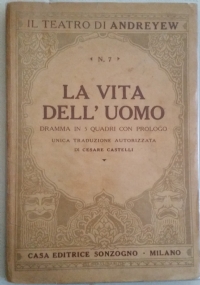 IL TEATRO DI ANDREYEW
N. 7
LA VITA
DELL'UOMO
DRAMMA IN 5 QUADRI CON PROLOGO
UNICA TRADUZIONE AUTORIZZATA
DI CESARE CASTELLI
CASA EDITRICE SONZOGNO - MILANO